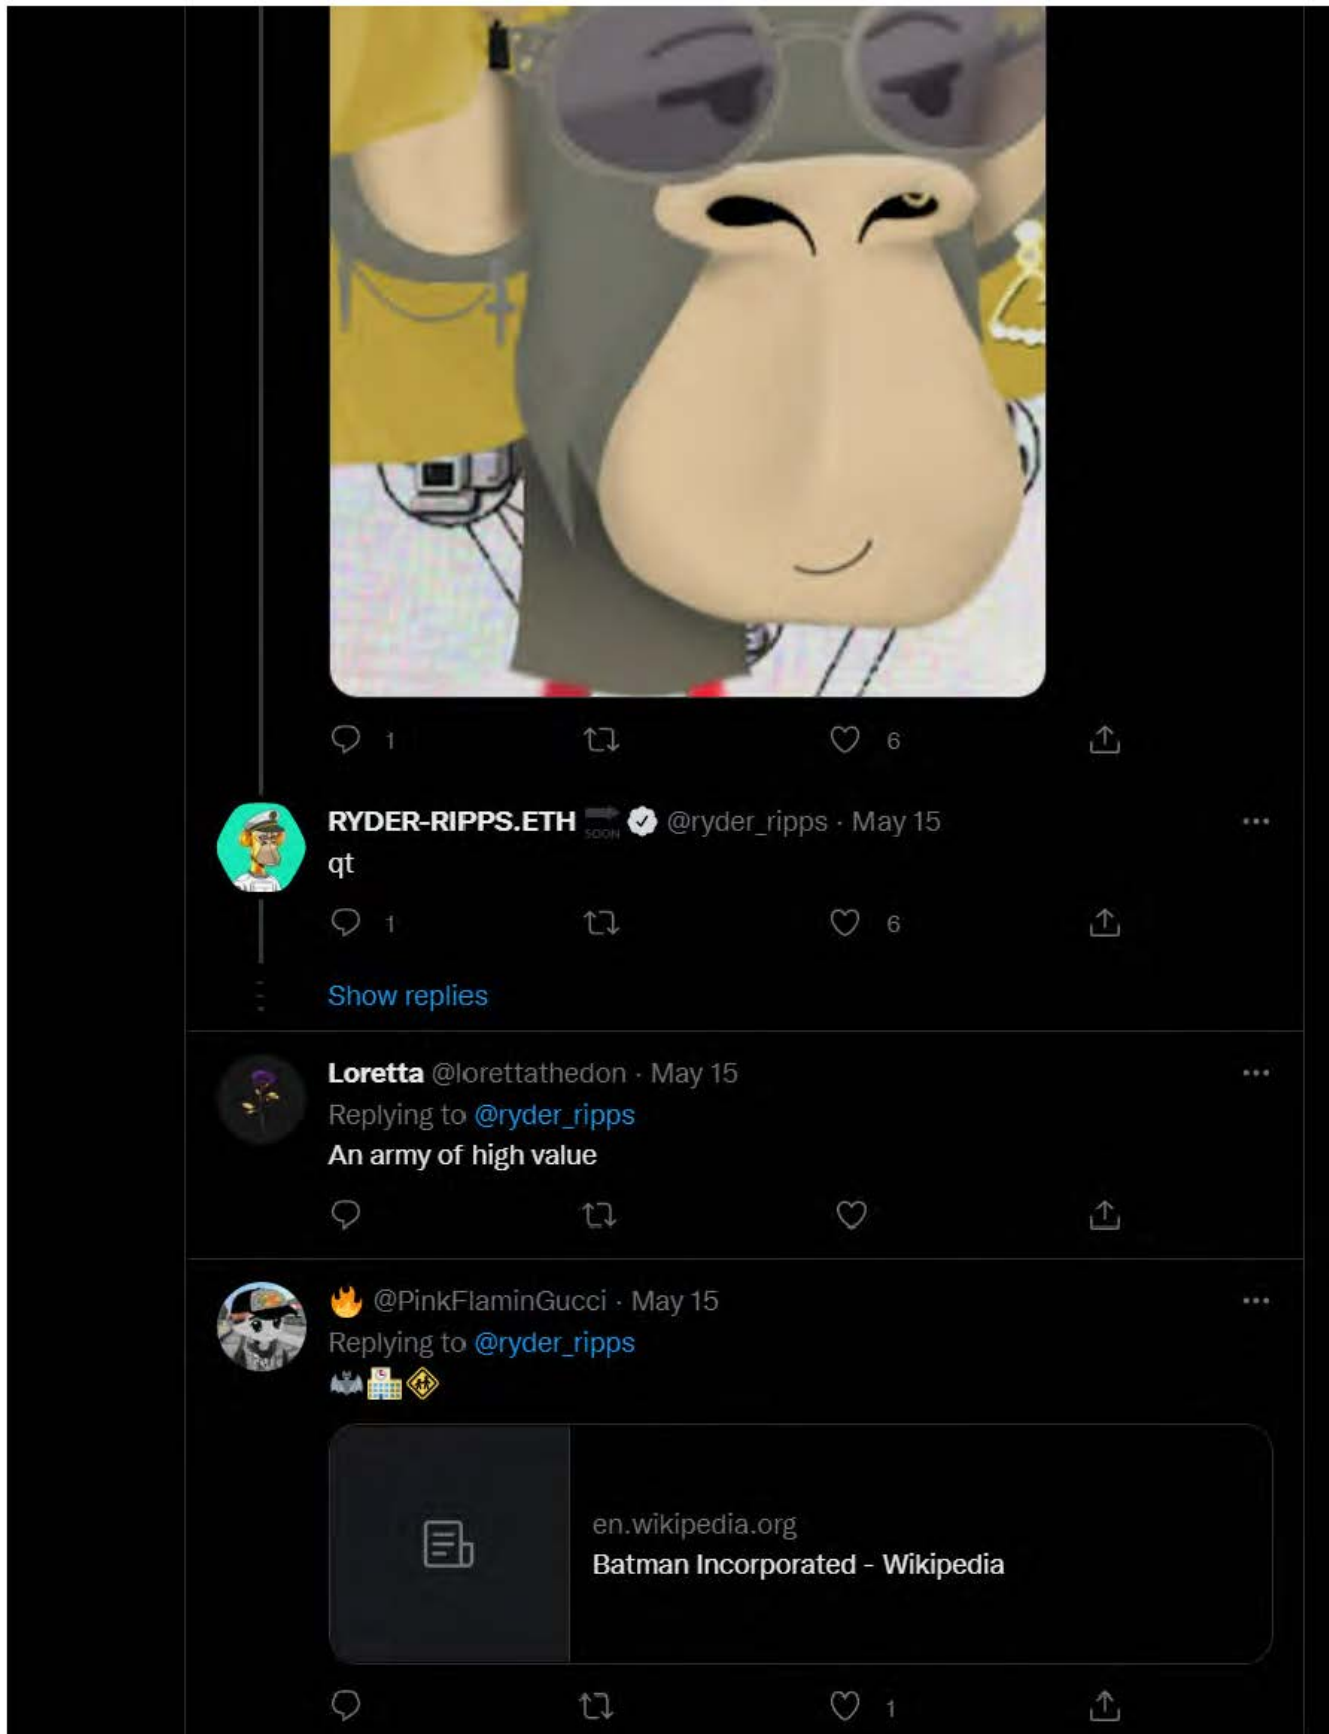 1 6
RYDER-RIPPS.ETH SOON @ryder_ripps · May 15
qt
1 6
Show replies
Loretta @lorettathedon · May 15
Replying to @ryder_ripps
An army of high value
🔥 @PinkFlaminGucci · May 15
Replying to @ryder_ripps
🦇🏫🚸
en.wikipedia.org
Batman Incorporated - Wikipedia
1